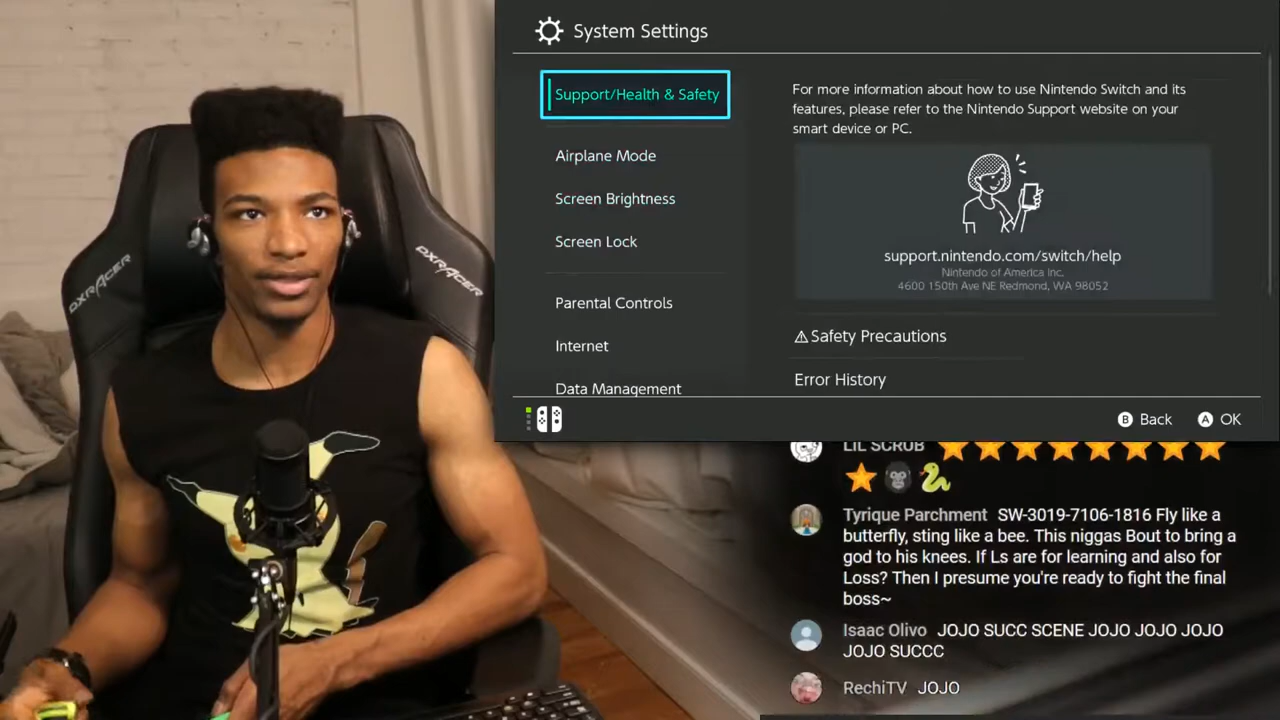 System Settings
Support/Health & Safety
Airplane Mode
Screen Brightness
Screen Lock
Parental Controls
Internet
Data Management
For more information about how to use Nintendo Switch and its
features, please refer to the Nintendo Support website on your
smart device or PC.
support.nintendo.com/switch/help
Nintendo of America Inc.
4600 150th Ave NE Redmond, WA 98052
⚠Safety Precautions
Error History
B Back A OK
DXRACER
DXRACER
LIL SCRUB ⭐⭐⭐⭐⭐⭐⭐⭐
⭐🦍🐍
Tyrique Parchment SW-3019-7106-1816 Fly like a
butterfly, sting like a bee. This niggas Bout to bring a
god to his knees. If Ls are for learning and also for
Loss? Then I presume you're ready to fight the final
boss~
Isaac Olivo JOJO SUCC SCENE JOJO JOJO JOJO
JOJO SUCCC
RechiTV JOJO